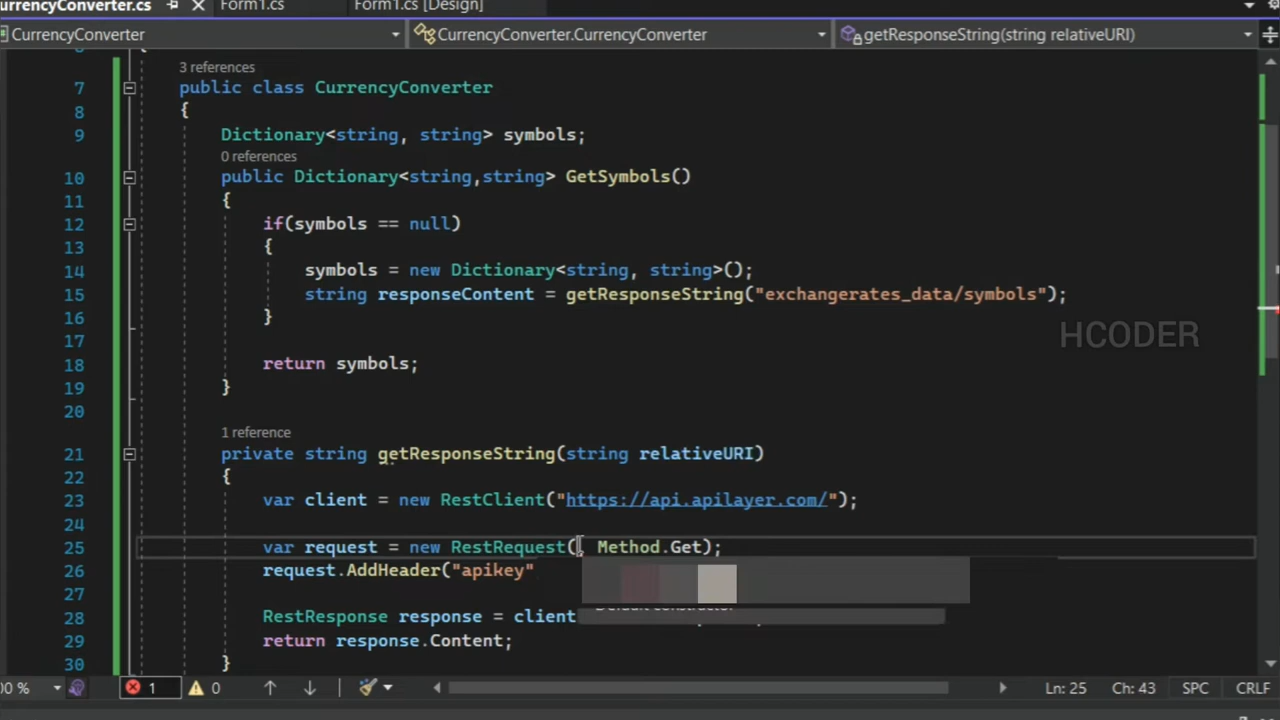 urrencyConverter.cs
Form1.cs
Form1.cs [Design]
CurrencyConverter
CurrencyConverter.CurrencyConverter
getResponseString(string relativeURI)
3 references
7 public class CurrencyConverter
8 {
9 Dictionary<string, string> symbols;
0 references
10 public Dictionary<string,string> GetSymbols()
11 {
12 if(symbols == null)
13 {
14 symbols = new Dictionary<string, string>();
15 string responseContent = getResponseString("exchangerates_data/symbols");
16 }
HCODER
17
18 return symbols;
19 }
20
1 reference
21 private string getResponseString(string relativeURI)
22 {
23 var client = new RestClient("https://api.apilayer.com/");
24
25 var request = new RestRequest(, Method.Get);
26 request.AddHeader("apikey"
27
28 RestResponse response = client
29 return response.Content;
30 }
00 %
1
0
Ln: 25
Ch: 43
SPC
CRLF